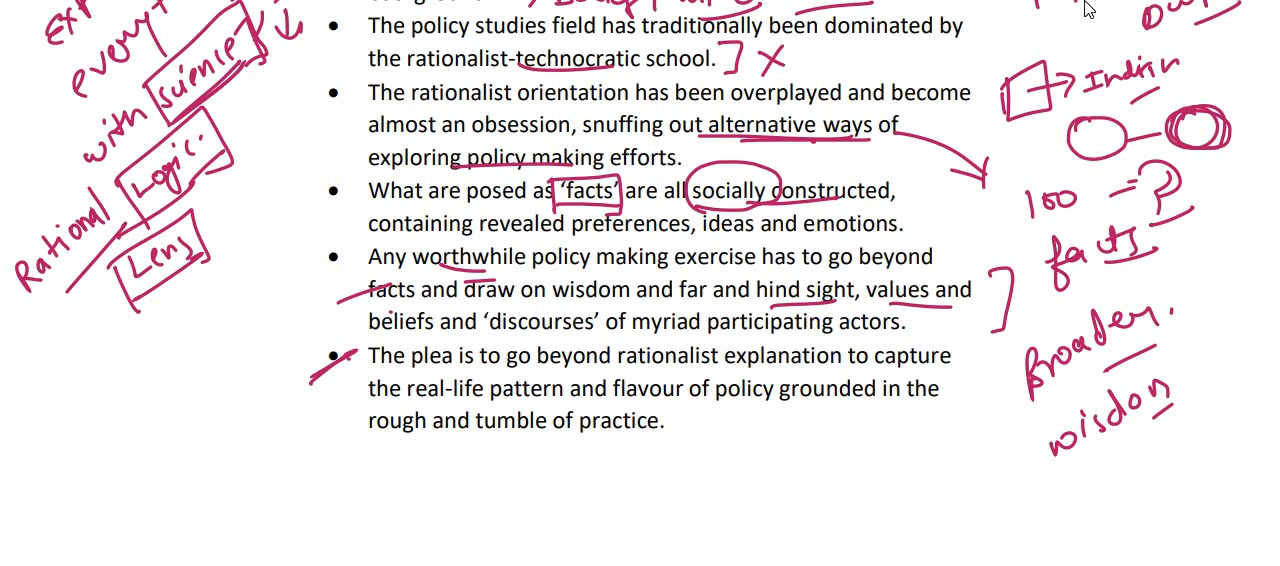 • The policy studies field has traditionally been dominated by
the rationalist-technocratic school. ] X
• The rationalist orientation has been overplayed and become
almost an obsession, snuffing out alternative ways of
exploring policy making efforts.
• What are posed as ‘facts’ are all socially constructed,
containing revealed preferences, ideas and emotions.
• Any worthwhile policy making exercise has to go beyond
facts and draw on wisdom and far and hind sight, values and
beliefs and ‘discourses’ of myriad participating actors.
• The plea is to go beyond rationalist explanation to capture
the real-life pattern and flavour of policy grounded in the
rough and tumble of practice.
with science
Rational Logic.
Lens
Indian
100 = ?
facts
Broader.
wisdon